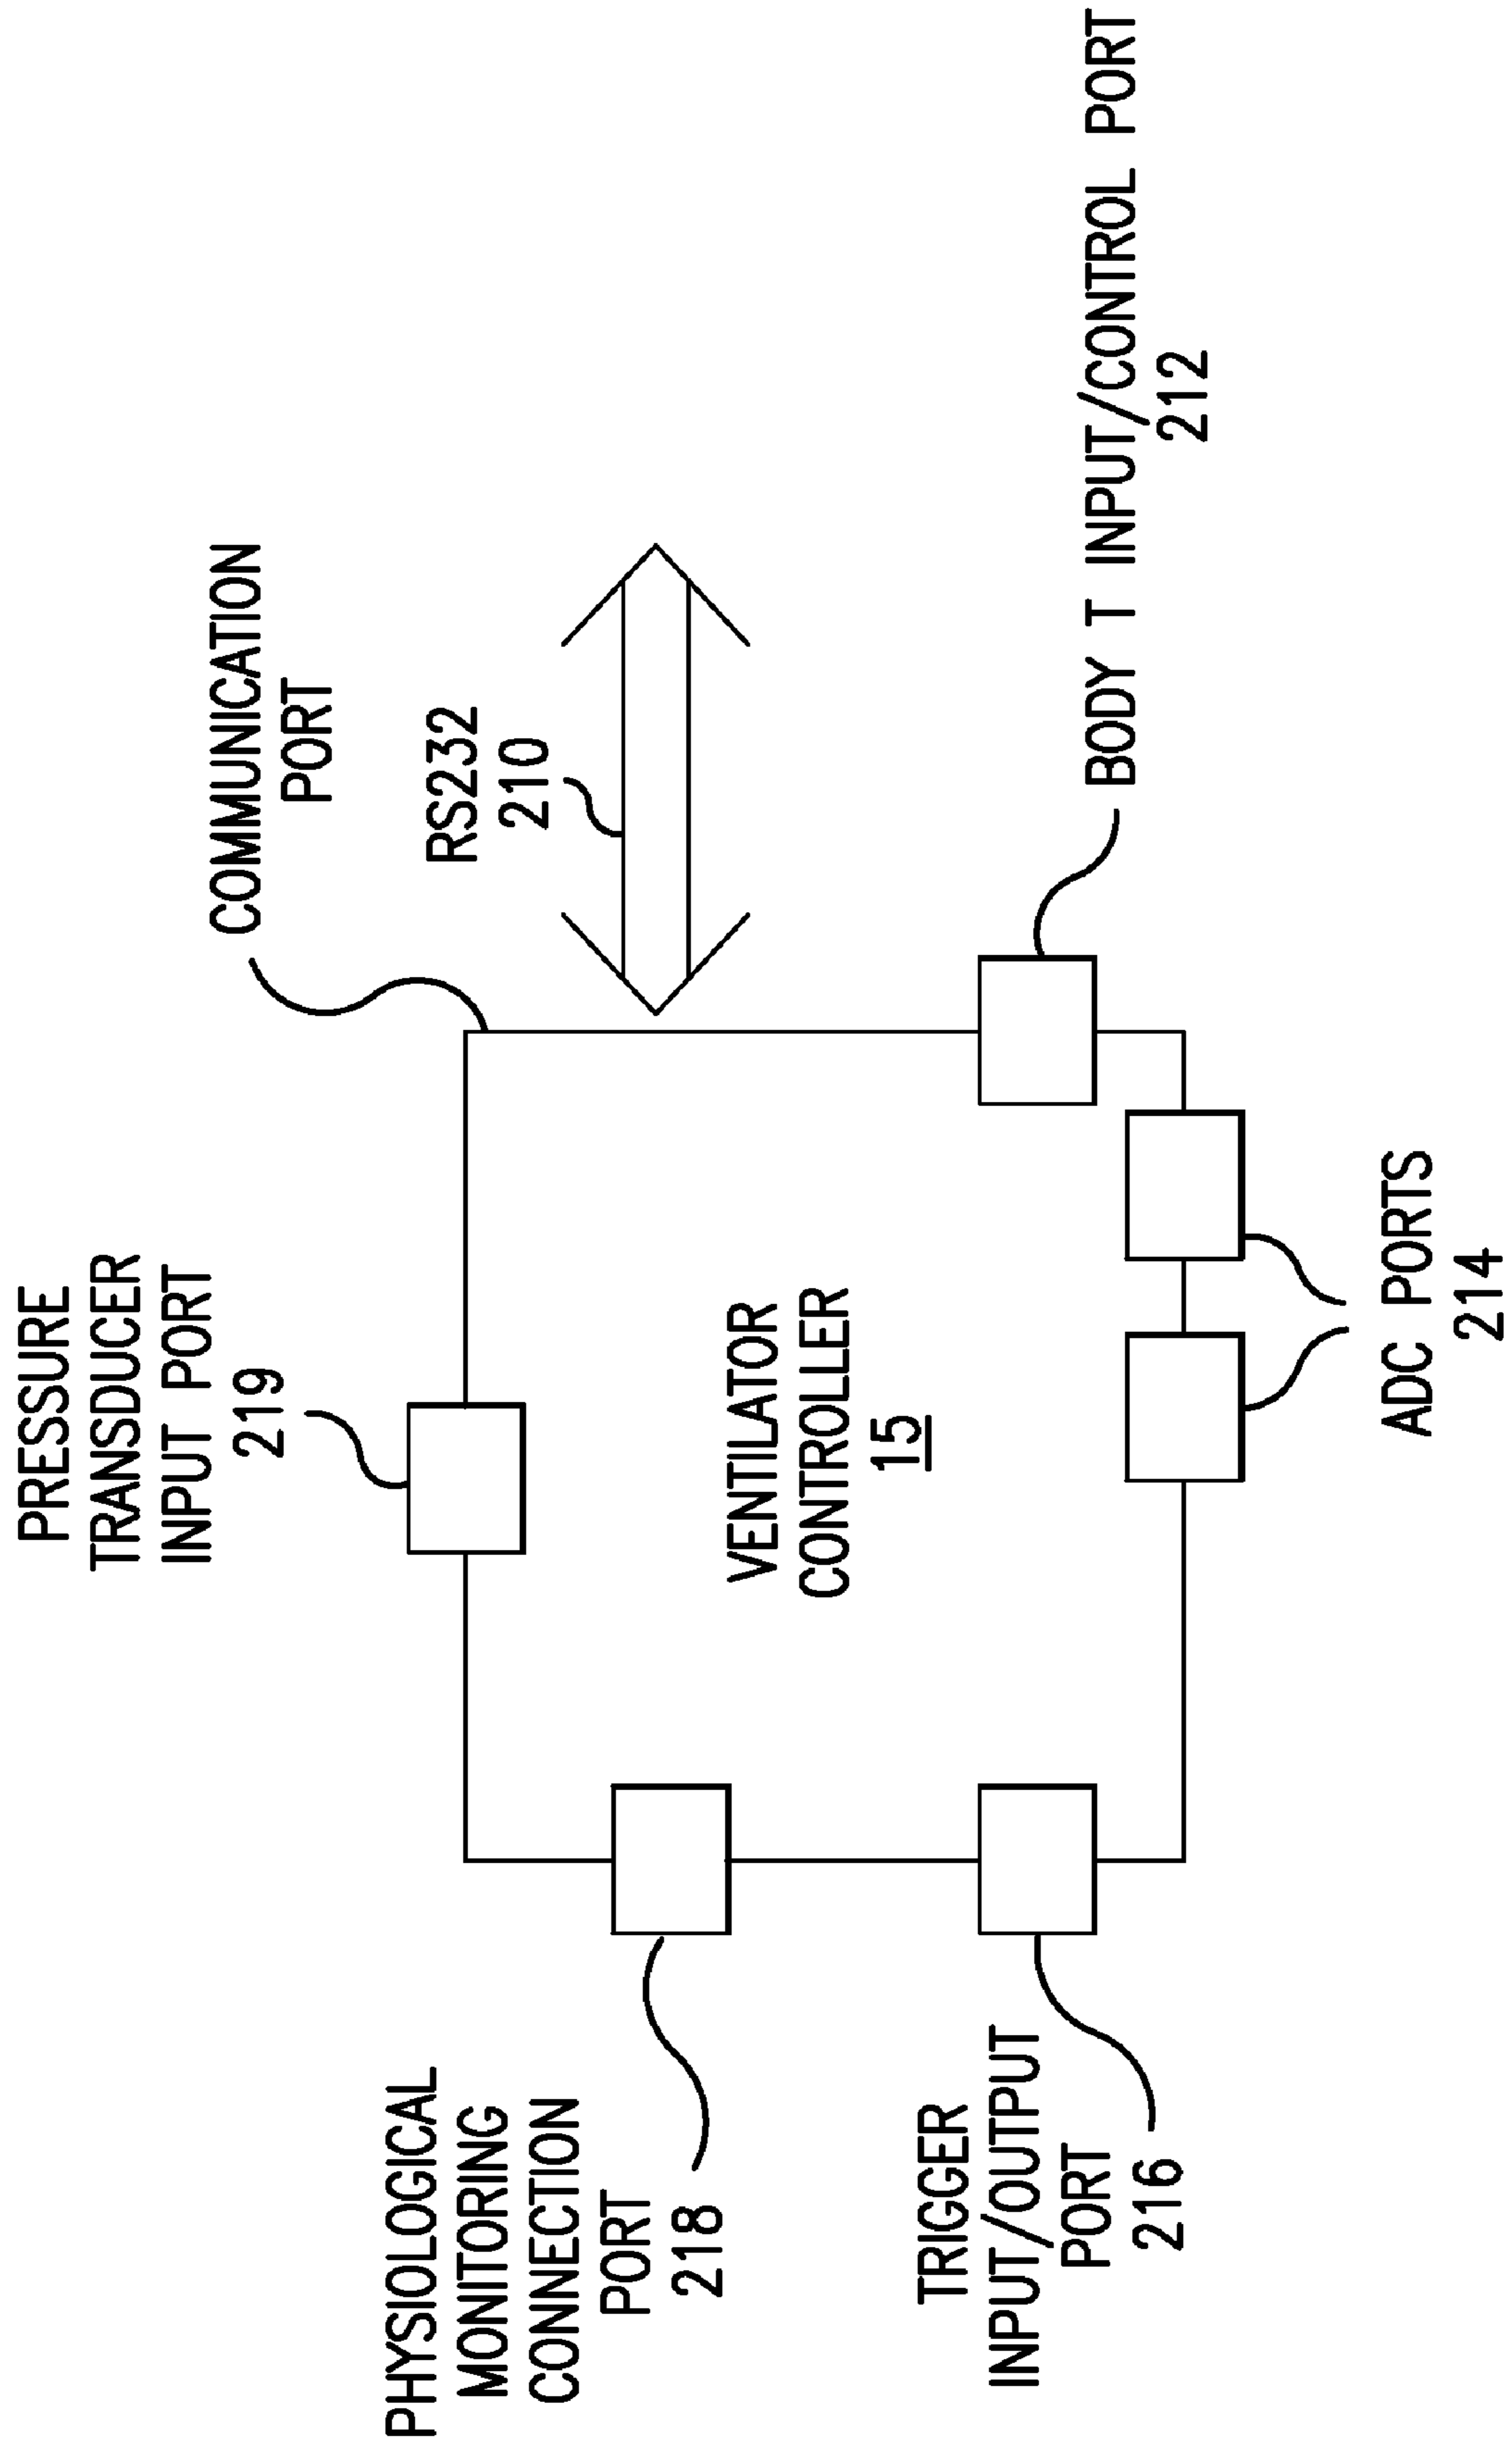 PRESSURE
TRANSDUCER
INPUT PORT
219
COMMUNICATION
PORT
RS232
210
PHYSIOLOGICAL
MONITORING
CONNECTION
PORT
218
VENTILATOR
CONTROLLER
15
TRIGGER
INPUT/OUTPUT
PORT
216
BODY T INPUT/CONTROL PORT
212
ADC PORTS
214